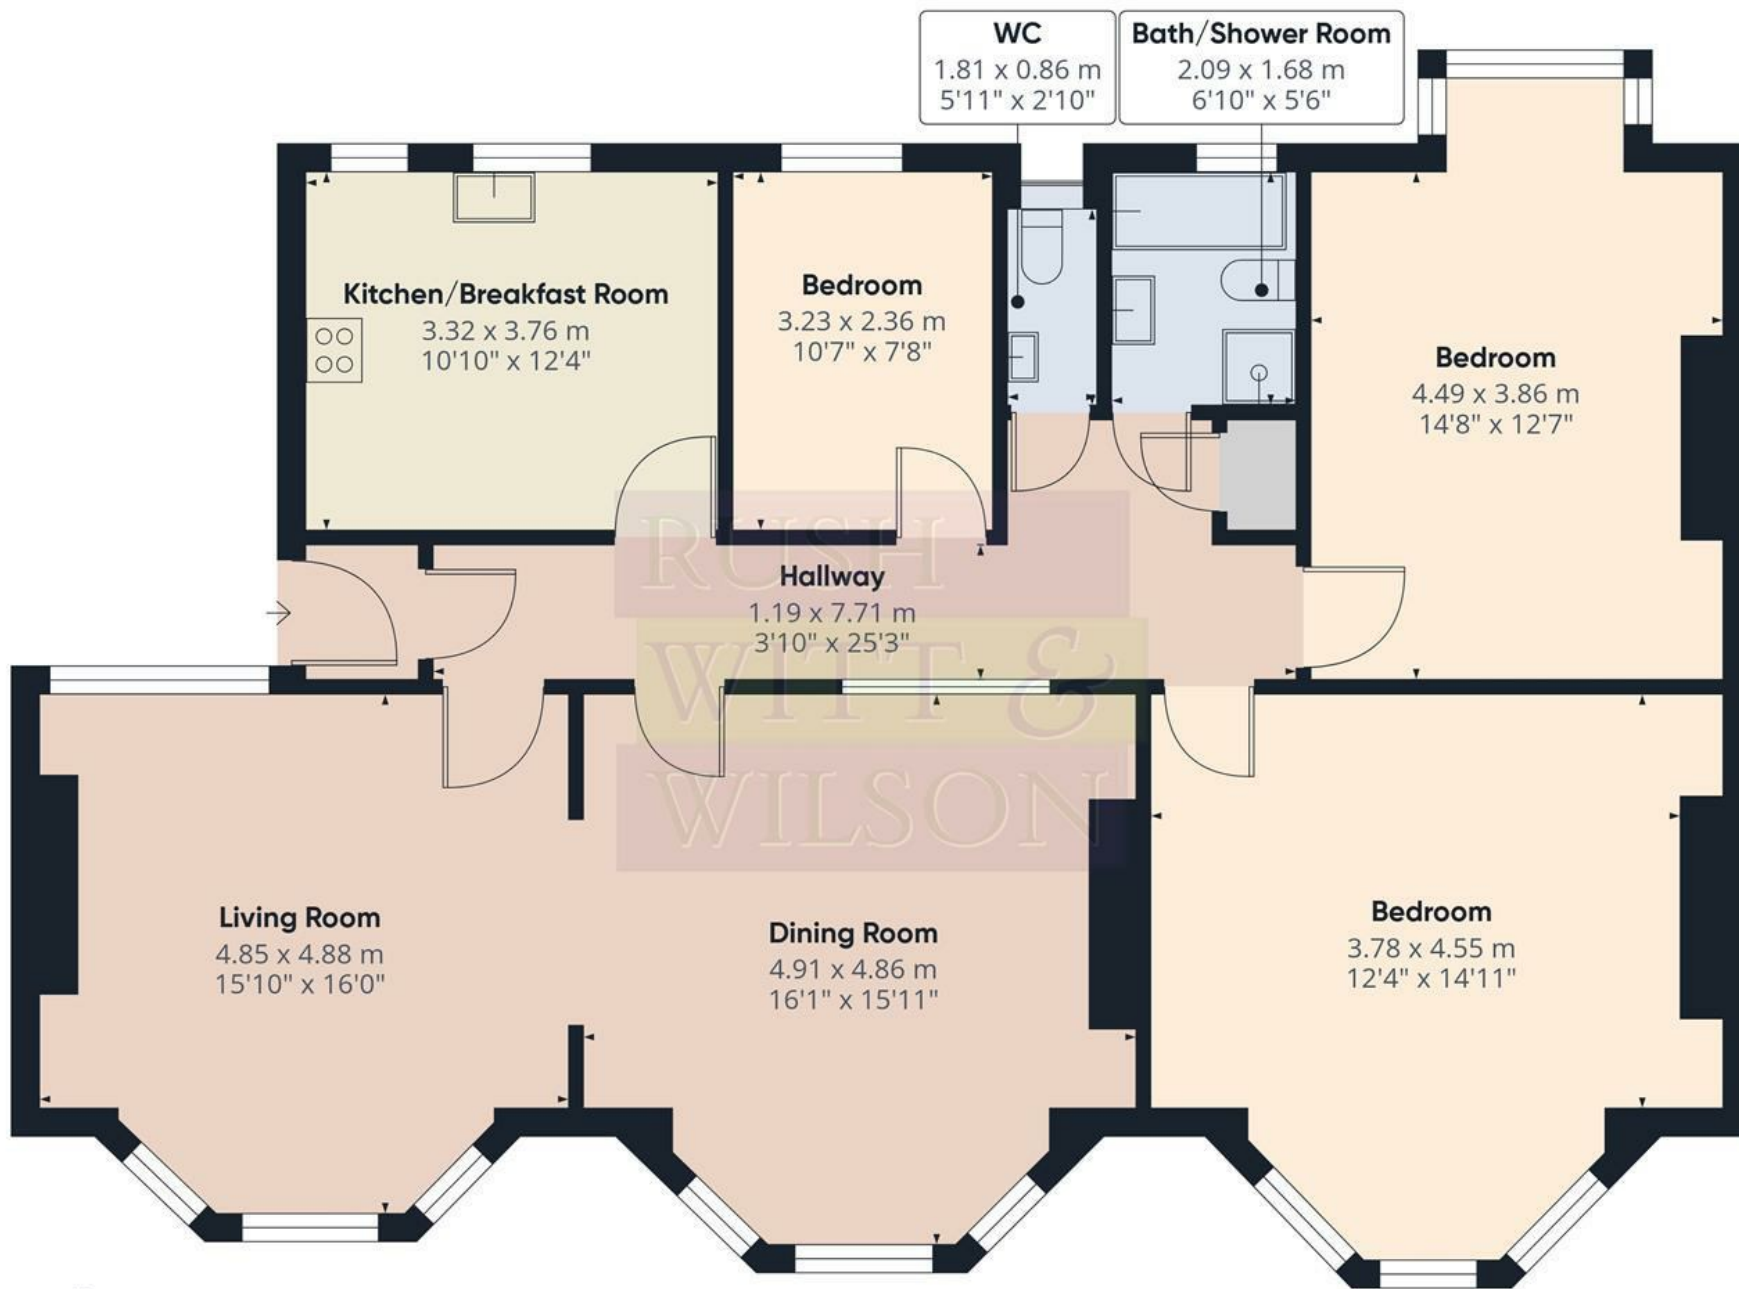 WC
1.81 x 0.86 m
5'11" x 2'10"
Bath/Shower Room
2.09 x 1.68 m
6'10" x 5'6"
Kitchen/Breakfast Room
3.32 x 3.76 m
10'10" x 12'4"
Bedroom
3.23 x 2.36 m
10'7" x 7'8"
Bedroom
4.49 x 3.86 m
14'8" x 12'7"
Hallway
1.19 x 7.71 m
3'10" x 25'3"
RUSH
WITT &
WILSON
Living Room
4.85 x 4.88 m
15'10" x 16'0"
Dining Room
4.91 x 4.86 m
16'1" x 15'11"
Bedroom
3.78 x 4.55 m
12'4" x 14'11"